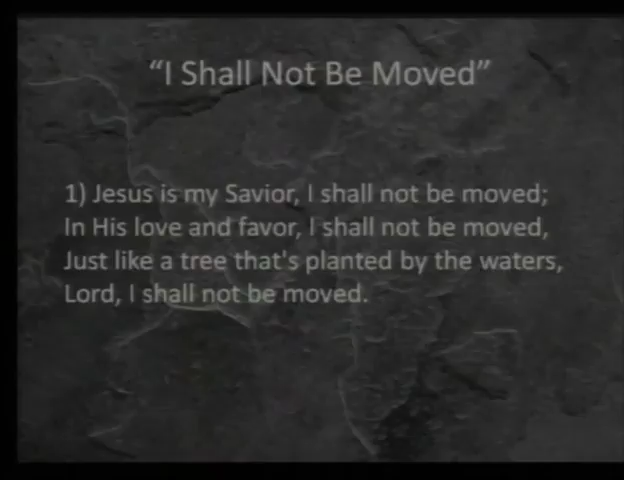 “I Shall Not Be Moved”
1) Jesus is my Savior, I shall not be moved;
In His love and favor, I shall not be moved,
Just like a tree that's planted by the waters,
Lord, I shall not be moved.